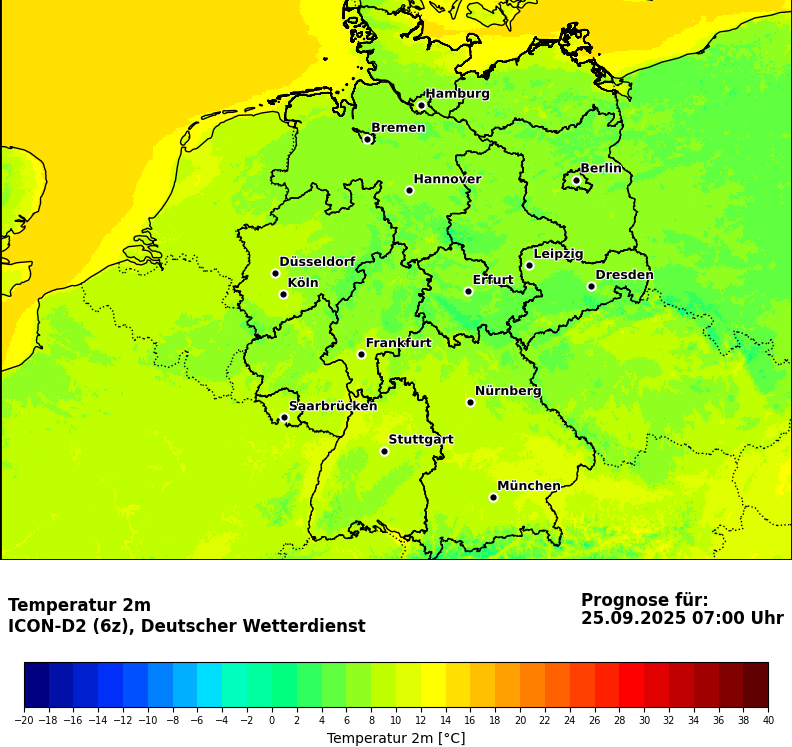 Hamburg
Bremen
Berlin
Hannover
Leipzig
Düsseldorf
Dresden
Köln
Erfurt
Frankfurt
Nürnberg
Saarbrücken
Stuttgart
München
Temperatur 2m
ICON-D2 (6z), Deutscher Wetterdienst
Prognose für:
25.09.2025 07:00 Uhr
−20 −18 −16 −14 −12 −10 −8 −6 −4 −2 0 2 4 6 8 10 12 14 16 18 20 22 24 26 28 30 32 34 36 38 40
Temperatur 2m [°C]